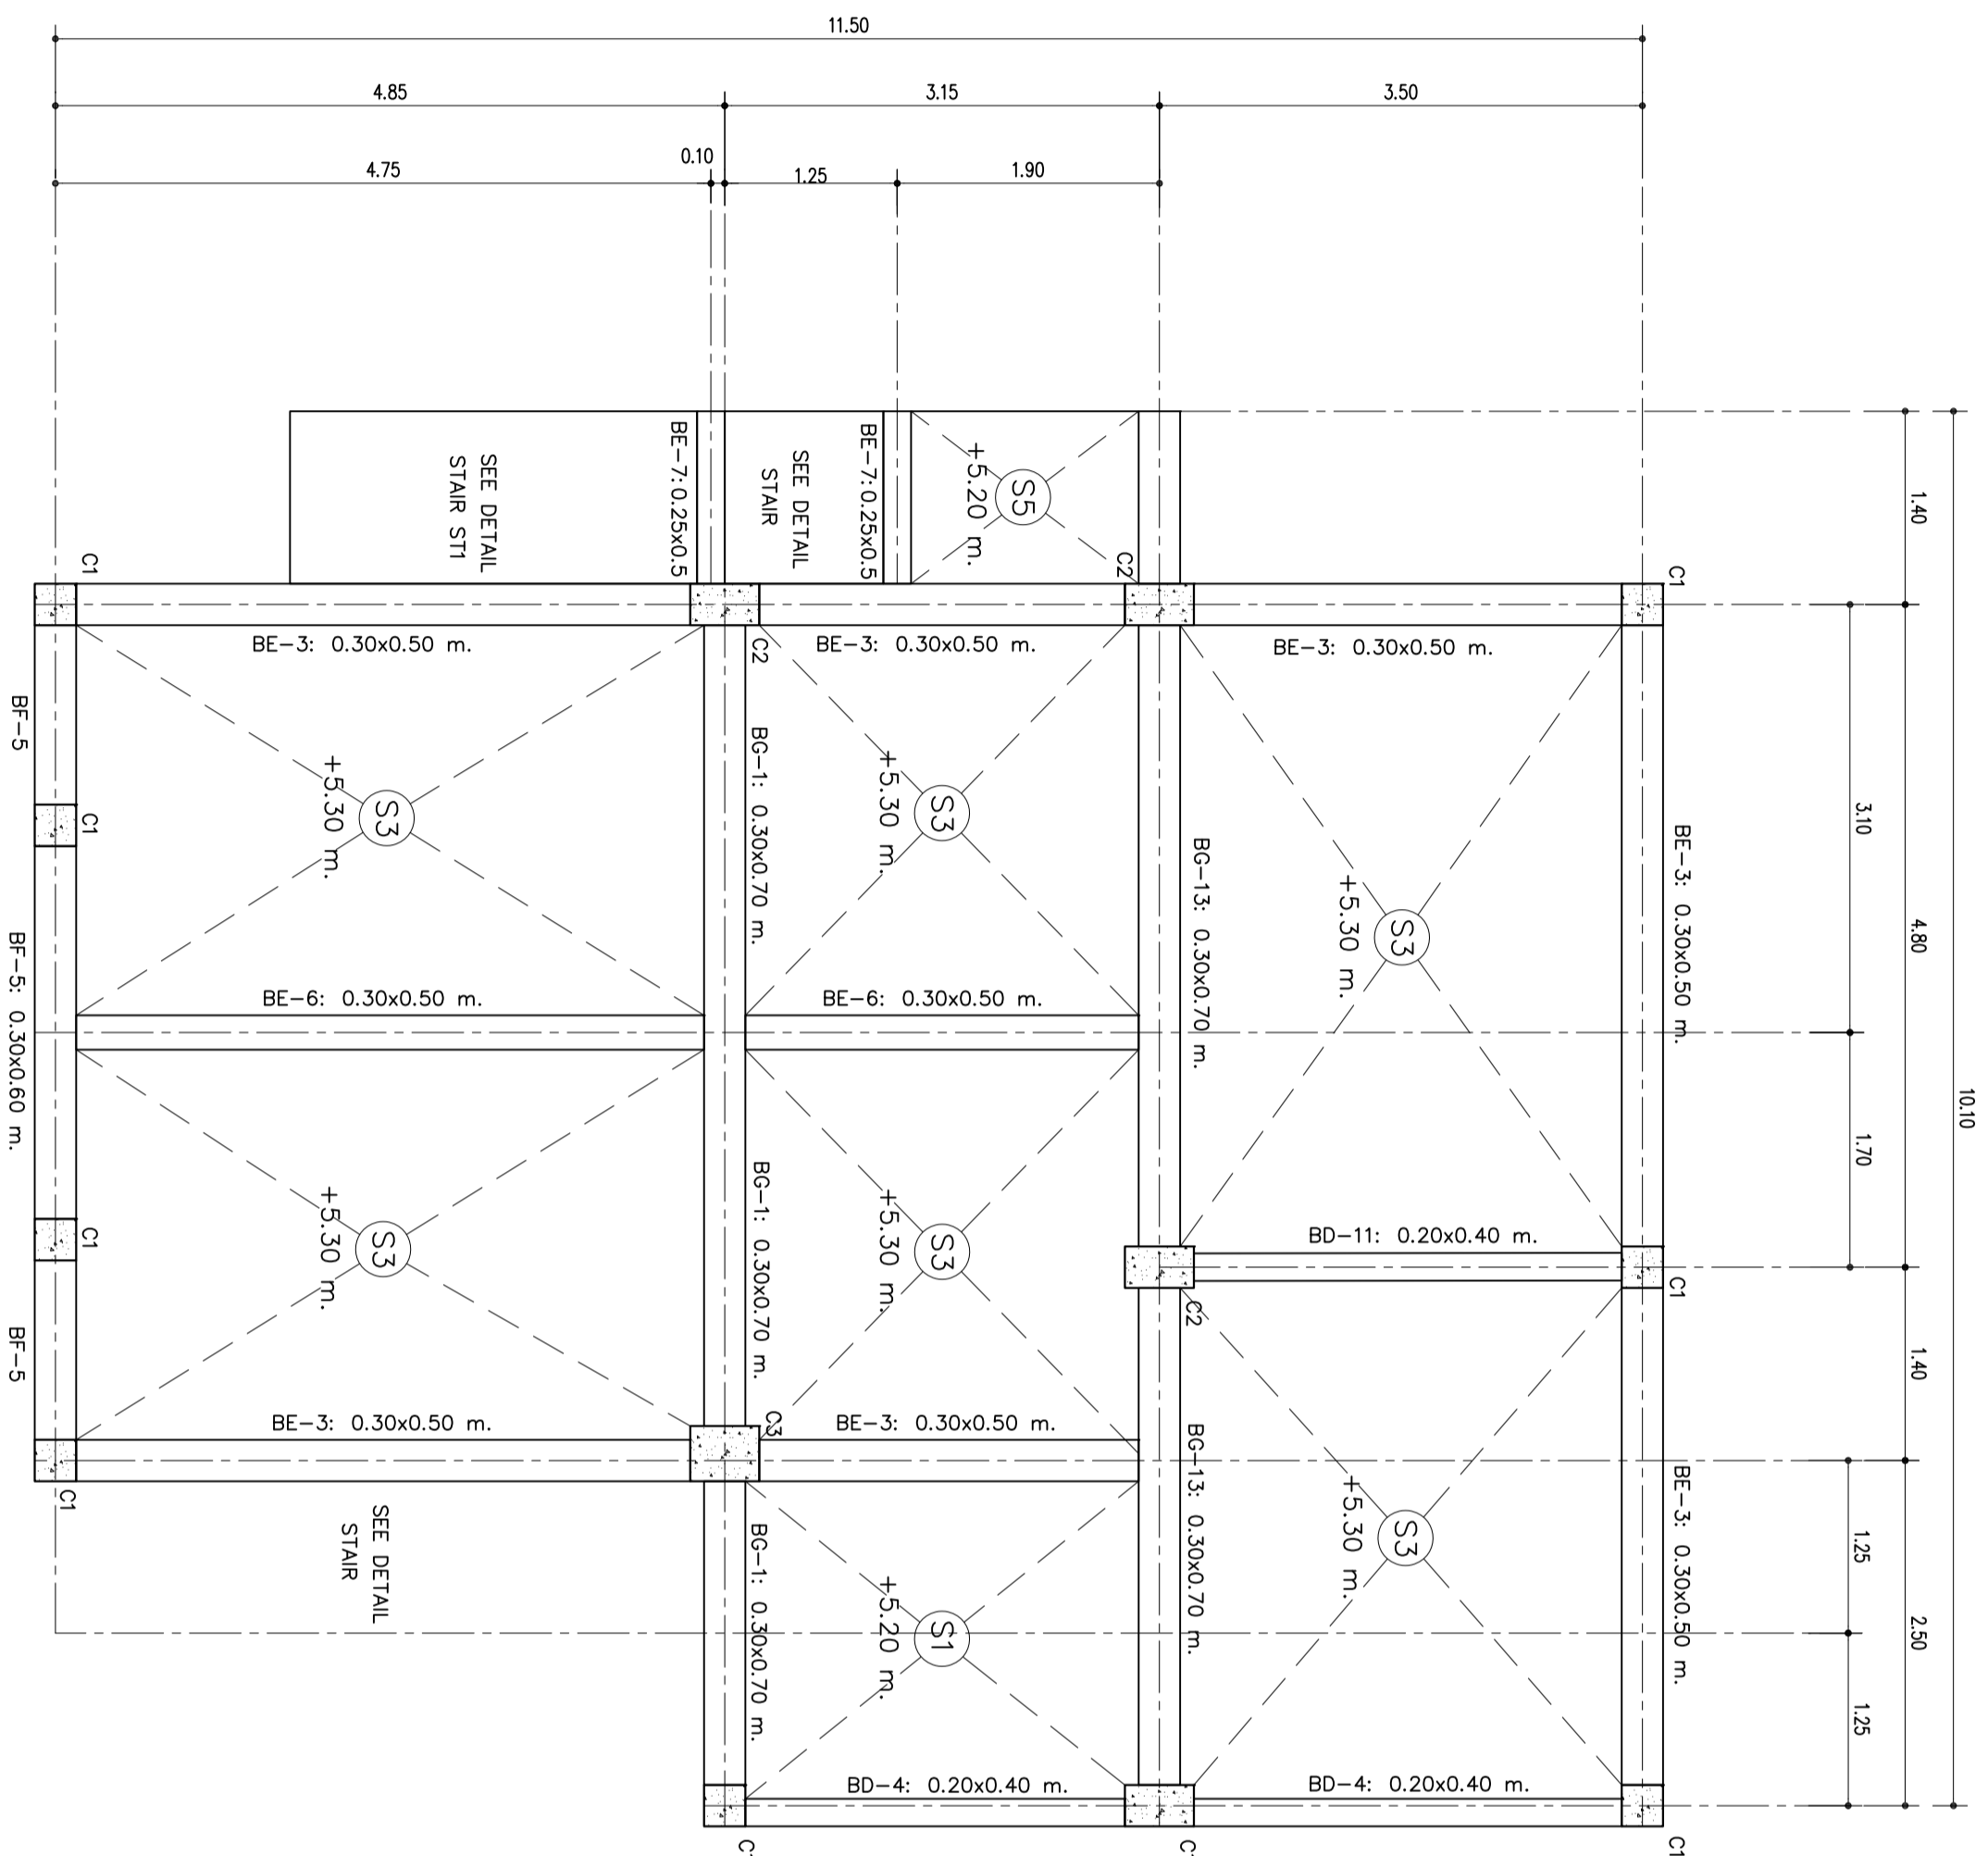 11.50
4.85
3.15
3.50
4.75
0.10
1.25
1.90
BE-7:0.25x0.5
BE-7:0.25x0.5
SEE DETAIL
STAIR ST1
SEE DETAIL
STAIR
S5
+5.20 m.
1.40
C1
C2
C1
BE-3: 0.30x0.50 m.
C2
BE-3: 0.30x0.50 m.
BE-3: 0.30x0.50 m.
BF-5
BG-1: 0.30x0.70 m.
S3
+5.30 m.
S3
+5.30 m.
C1
BG-13: 0.30x0.70 m.
S3
+5.30 m.
BE-3: 0.30x0.50 m.
3.10
4.80
10.10
BE-6: 0.30x0.50 m.
BE-6: 0.30x0.50 m.
BF-5: 0.30x0.60 m.
1.70
BG-1: 0.30x0.70 m.
C1
S3
+5.30 m.
S3
+5.30 m.
BD-11: 0.20x0.40 m.
C2
C1
BF-5
1.40
BE-3: 0.30x0.50 m.
C3
BE-3: 0.30x0.50 m.
BG-13: 0.30x0.70 m.
S3
+5.30 m.
BE-3: 0.30x0.50 m.
C1
SEE DETAIL
STAIR
BG-1: 0.30x0.70 m.
S1
+5.20 m.
1.25
2.50
1.25
BD-4: 0.20x0.40 m.
BD-4: 0.20x0.40 m.
C1